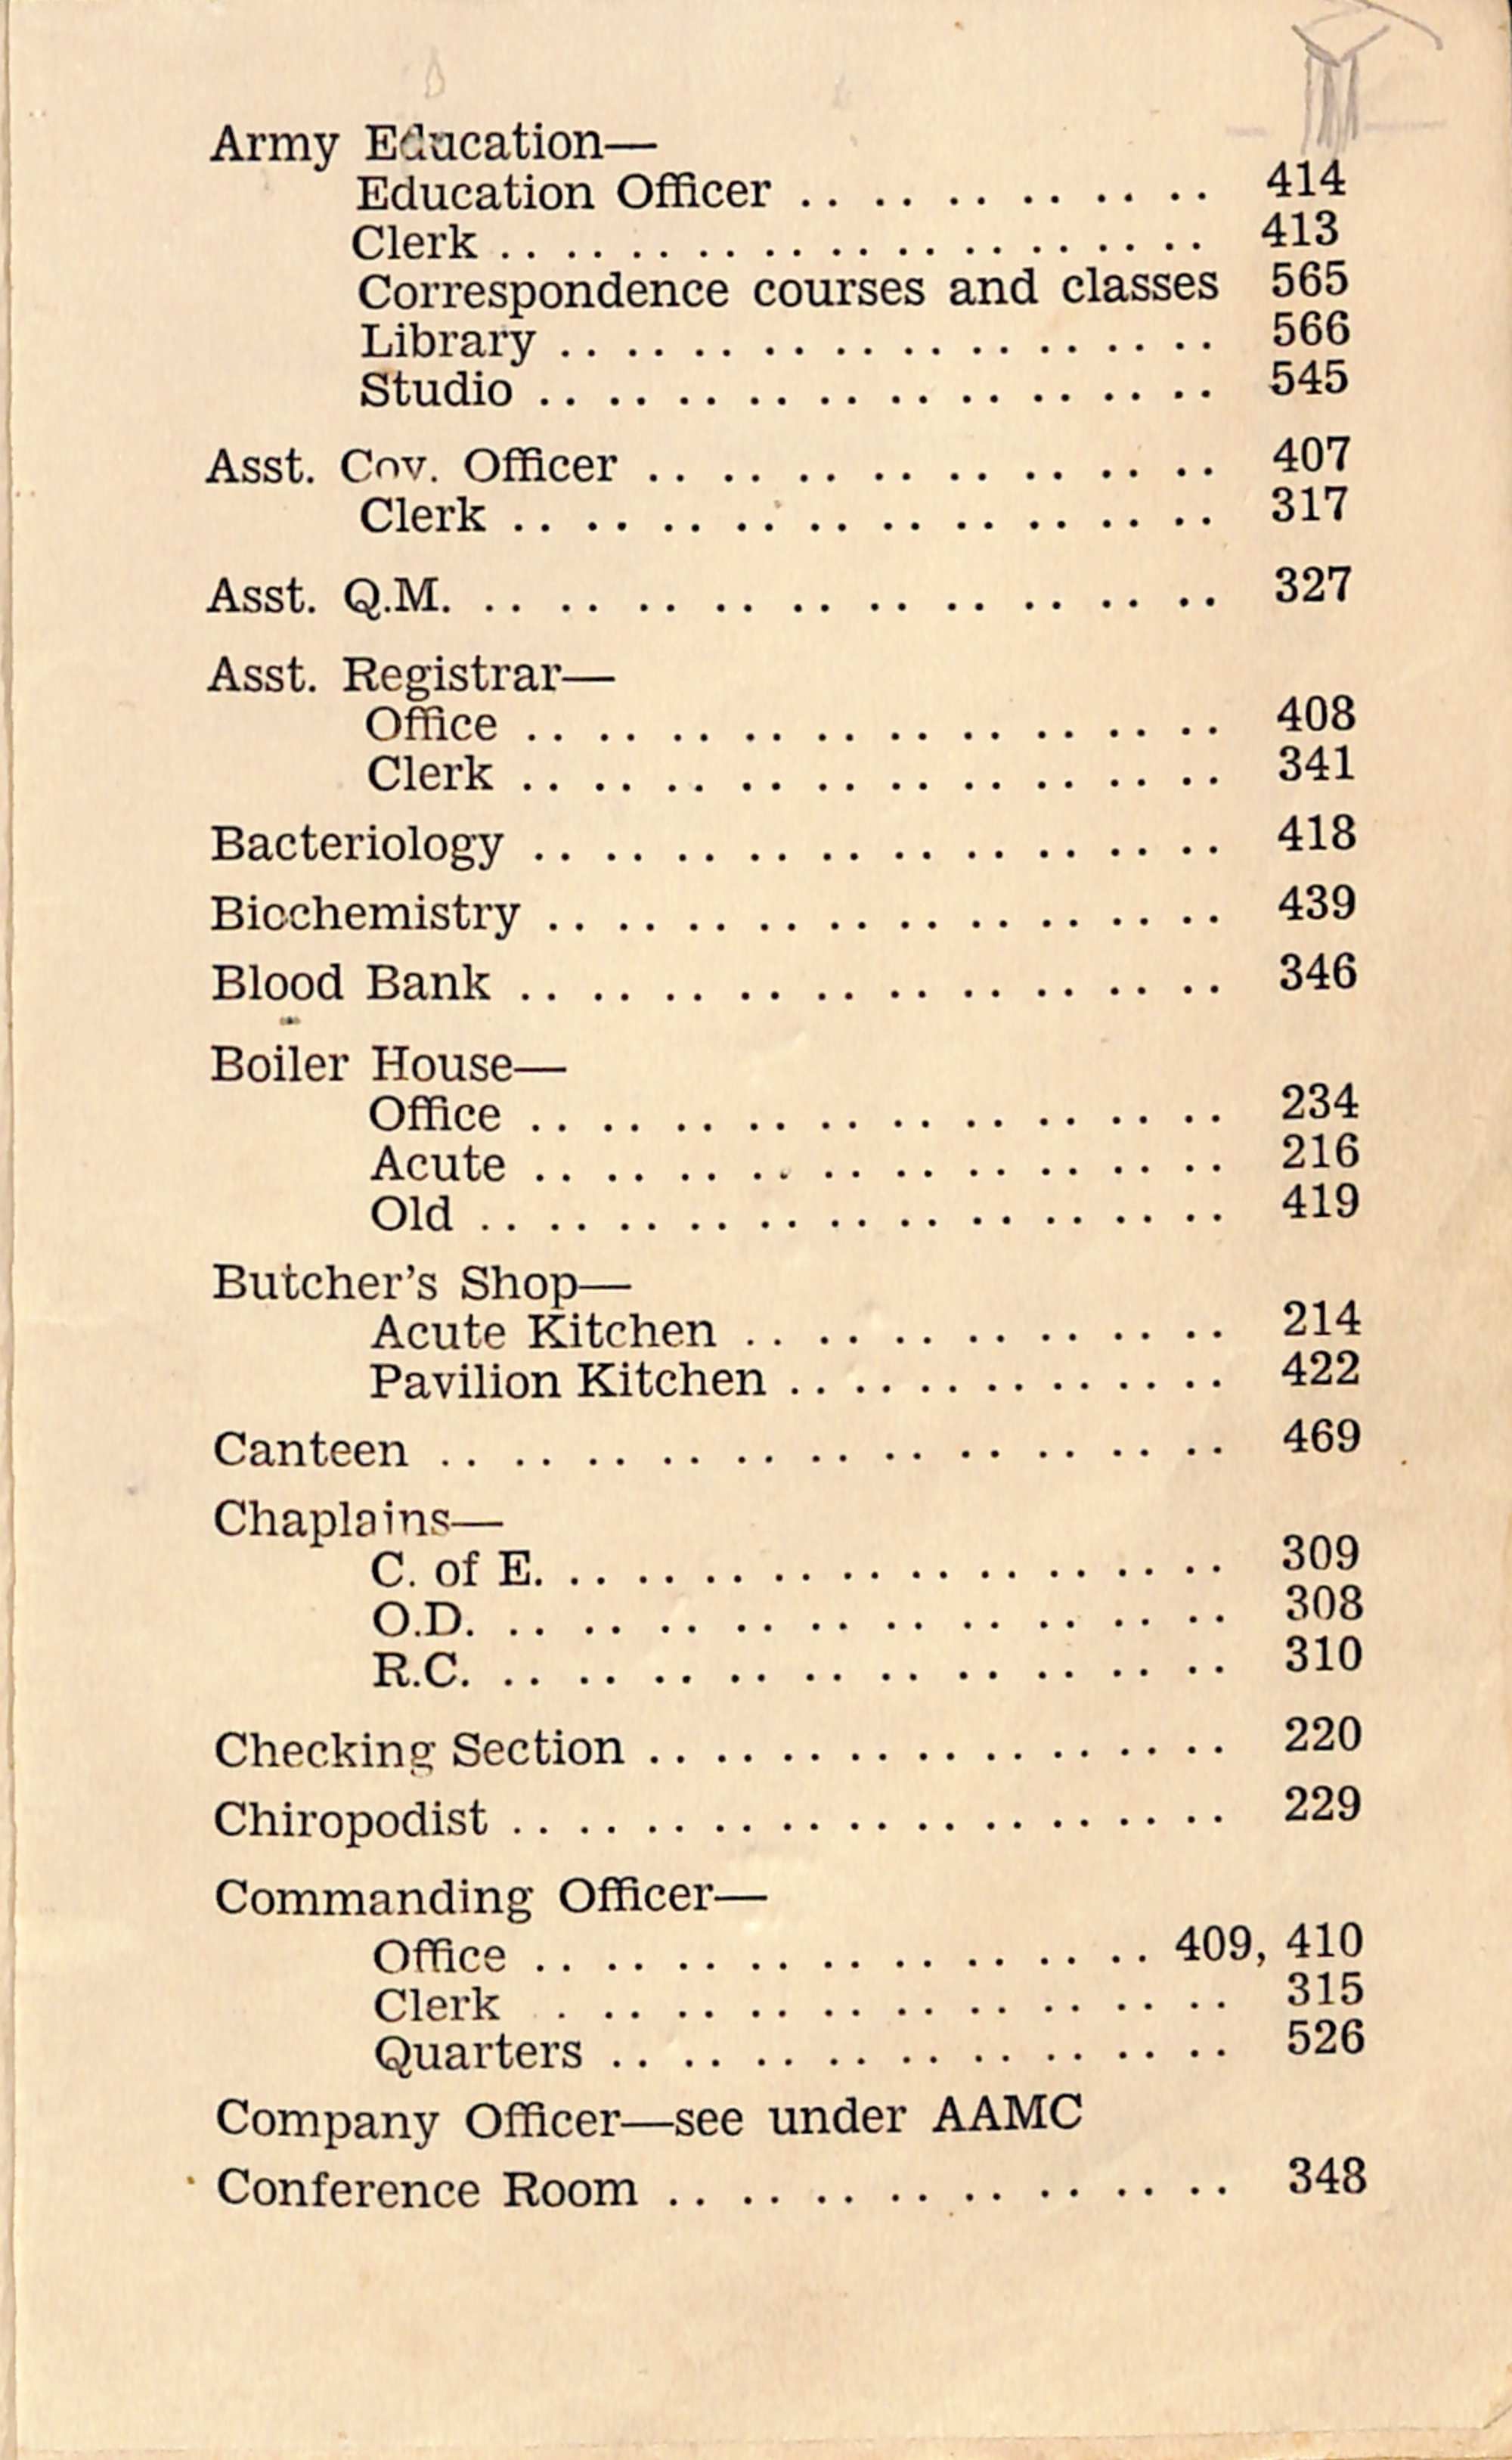 Army Education—
Education Officer .. .. .. .. .. .. 414
Clerk .. .. .. .. .. .. .. .. .. .. .. 413
Correspondence courses and classes 565
Library .. .. .. .. .. .. .. .. .. .. 566
Studio .. .. .. .. .. .. .. .. .. .. 545
Asst. Cov. Officer .. .. .. .. .. .. .. .. 407
Clerk .. .. .. .. .. .. .. .. .. .. 317
Asst. Q.M. .. .. .. .. .. .. .. .. .. .. 327
Asst. Registrar—
Office .. .. .. .. .. .. .. .. .. .. 408
Clerk .. .. .. .. .. .. .. .. .. .. 341
Bacteriology .. .. .. .. .. .. .. .. .. .. 418
Biochemistry .. .. .. .. .. .. .. .. .. .. 439
Blood Bank .. .. .. .. .. .. .. .. .. .. 346
Boiler House—
Office .. .. .. .. .. .. .. .. .. .. 234
Acute .. .. .. .. .. .. .. .. .. .. 216
Old .. .. .. .. .. .. .. .. .. .. .. 419
Butcher's Shop—
Acute Kitchen .. .. .. .. .. .. .. 214
Pavilion Kitchen .. .. .. .. .. .. .. 422
Canteen .. .. .. .. .. .. .. .. .. .. .. 469
Chaplains—
C. of E. .. .. .. .. .. .. .. .. .. .. 309
O.D. .. .. .. .. .. .. .. .. .. .. 308
R.C. .. .. .. .. .. .. .. .. .. .. 310
Checking Section .. .. .. .. .. .. .. .. .. 220
Chiropodist .. .. .. .. .. .. .. .. .. .. .. 229
Commanding Officer—
Office .. .. .. .. .. .. .. .. .. 409, 410
Clerk . .. .. .. .. .. .. .. .. .. 315
Quarters .. .. .. .. .. .. .. .. .. 526
Company Officer—see under AAMC
Conference Room .. .. .. .. .. .. .. .. 348